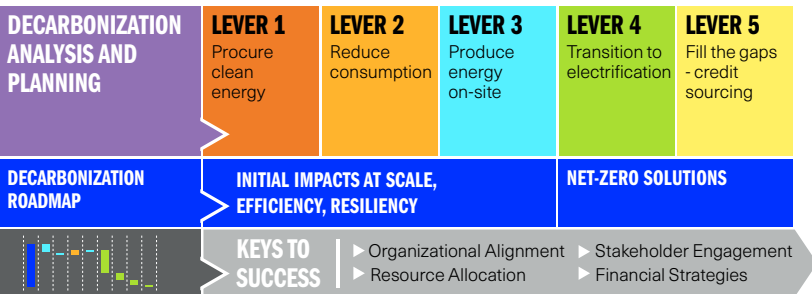 DECARBONIZATION
ANALYSIS AND
PLANNING
LEVER 1
Procure
clean
energy
LEVER 2
Reduce
consumption
LEVER 3
Produce
energy
on-site
LEVER 4
Transition to
electrification
LEVER 5
Fill the gaps
- credit
sourcing
DECARBONIZATION
ROADMAP
INITIAL IMPACTS AT SCALE,
EFFICIENCY, RESILIENCY
NET-ZERO SOLUTIONS
KEYS TO
SUCCESS
Organizational Alignment
Resource Allocation
Stakeholder Engagement
Financial Strategies